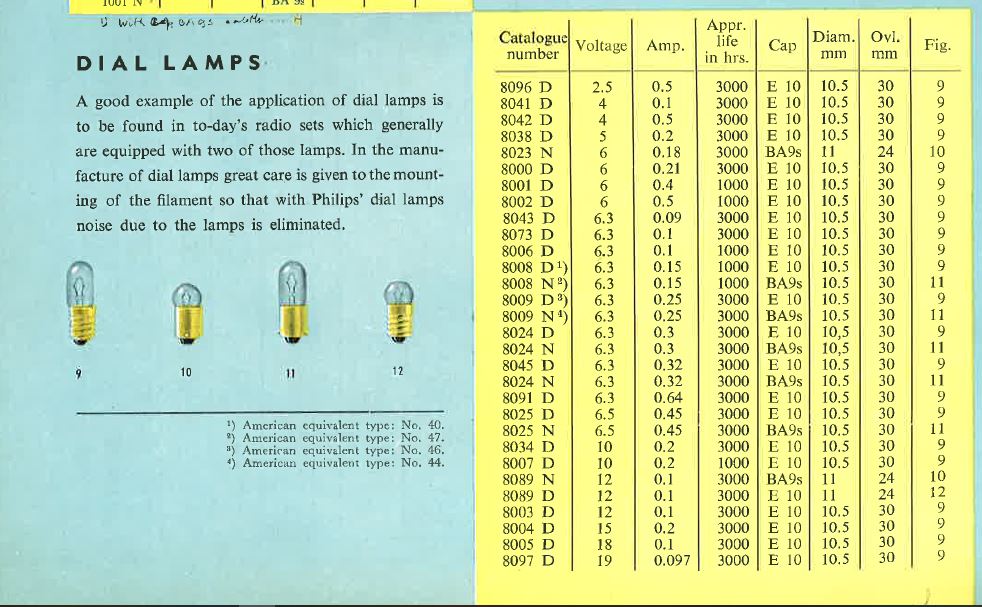 1001 N
BA 9s
1) with BA9s
DIAL LAMPS
A good example of the application of dial lamps is
to be found in to-day's radio sets which generally
are equipped with two of those lamps. In the manu-
facture of dial lamps great care is given to the mount-
ing of the filament so that with Philips' dial lamps
noise due to the lamps is eliminated.
9 10 11 12
¹) American equivalent type: No. 40.
²) American equivalent type: No. 47.
³) American equivalent type: No. 46.
⁴) American equivalent type: No. 44.
Catalogue number Voltage Amp. Appr. life in hrs. Cap Diam. mm Ovl. mm Fig.
8096 D 2.5 0.5 3000 E 10 10.5 30 9
8041 D 4 0.1 3000 E 10 10.5 30 9
8042 D 4 0.5 3000 E 10 10.5 30 9
8038 D 5 0.2 3000 E 10 10.5 30 9
8023 N 6 0.18 3000 BA9s 11 24 10
8000 D 6 0.21 3000 E 10 10.5 30 9
8001 D 6 0.4 1000 E 10 10.5 30 9
8002 D 6 0.5 1000 E 10 10.5 30 9
8043 D 6.3 0.09 3000 E 10 10.5 30 9
8073 D 6.3 0.1 3000 E 10 10.5 30 9
8006 D 6.3 0.1 1000 E 10 10.5 30 9
8008 D¹) 6.3 0.15 1000 E 10 10.5 30 9
8008 N²) 6.3 0.15 1000 BA9s 10.5 30 11
8009 D³) 6.3 0.25 3000 E 10 10.5 30 9
8009 N⁴) 6.3 0.25 3000 BA9s 10.5 30 11
8024 D 6.3 0.3 3000 E 10 10,5 30 9
8024 N 6.3 0.3 3000 BA9s 10,5 30 11
8045 D 6.3 0.32 3000 E 10 10.5 30 9
8024 N 6.3 0.32 3000 BA9s 10.5 30 11
8091 D 6.3 0.64 3000 E 10 10.5 30 9
8025 D 6.5 0.45 3000 E 10 10.5 30 9
8025 N 6.5 0.45 3000 BA9s 10.5 30 11
8034 D 10 0.2 3000 E 10 10.5 30 9
8007 D 10 0.2 1000 E 10 10.5 30 9
8089 N 12 0.1 3000 BA9s 11 24 10
8089 D 12 0.1 3000 E 10 11 24 12
8003 D 12 0.1 3000 E 10 10.5 30 9
8004 D 15 0.2 3000 E 10 10.5 30 9
8005 D 18 0.1 3000 E 10 10.5 30 9
8097 D 19 0.097 3000 E 10 10.5 30 9